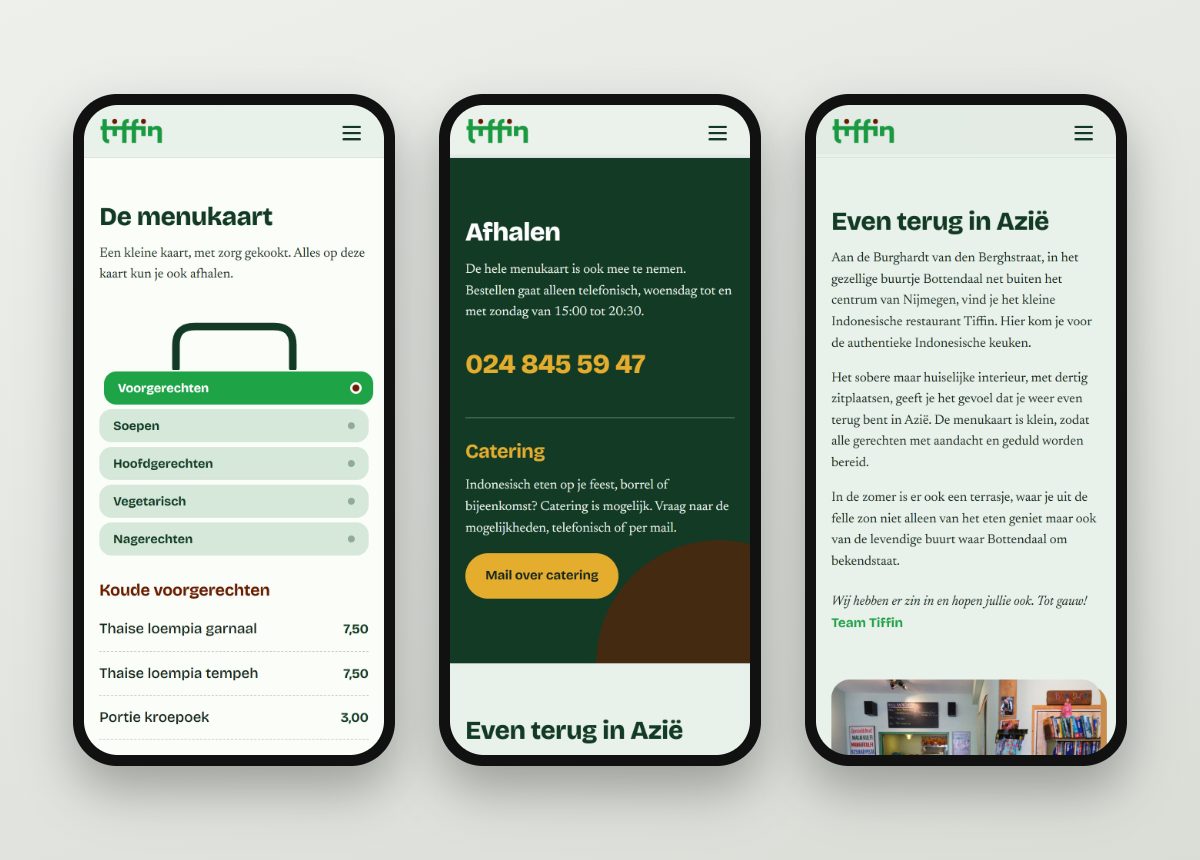 tiffin
De menukaart
Een kleine kaart, met zorg gekookt. Alles op deze
kaart kun je ook afhalen.
Voorgerechten
Soepen
Hoofdgerechten
Vegetarisch
Nagerechten
Koude voorgerechten
Thaise loempia garnaal 7,50
Thaise loempia tempeh 7,50
Portie kroepoek 3,00
tiffin
Afhalen
De hele menukaart is ook mee te nemen.
Bestellen gaat alleen telefonisch, woensdag tot en
met zondag van 15:00 tot 20:30.
024 845 59 47
Catering
Indonesisch eten op je feest, borrel of
bijeenkomst? Catering is mogelijk. Vraag naar de
mogelijkheden, telefonisch of per mail.
Mail over catering
Even terug in Azië
tiffin
Even terug in Azië
Aan de Burghardt van den Berghstraat, in het
gezellige buurtje Bottendaal net buiten het
centrum van Nijmegen, vind je het kleine
Indonesische restaurant Tiffin. Hier kom je voor
de authentieke Indonesische keuken.
Het sobere maar huiselijke interieur, met dertig
zitplaatsen, geeft je het gevoel dat je weer even
terug bent in Azië. De menukaart is klein, zodat
alle gerechten met aandacht en geduld worden
bereid.
In de zomer is er ook een terrasje, waar je uit de
felle zon niet alleen van het eten geniet maar ook
van de levendige buurt waar Bottendaal om
bekendstaat.
Wij hebben er zin in en hopen jullie ook. Tot gauw!
Team Tiffin